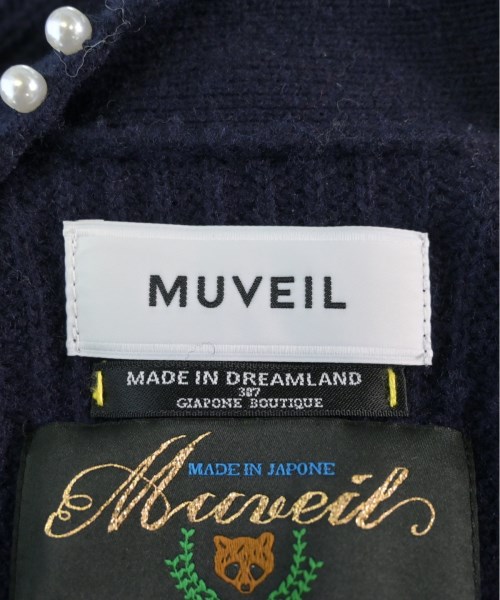 MUVEIL
MADE IN DREAMLAND
387
GIAPONE BOUTIQUE
MADE IN JAPONE
Muveil